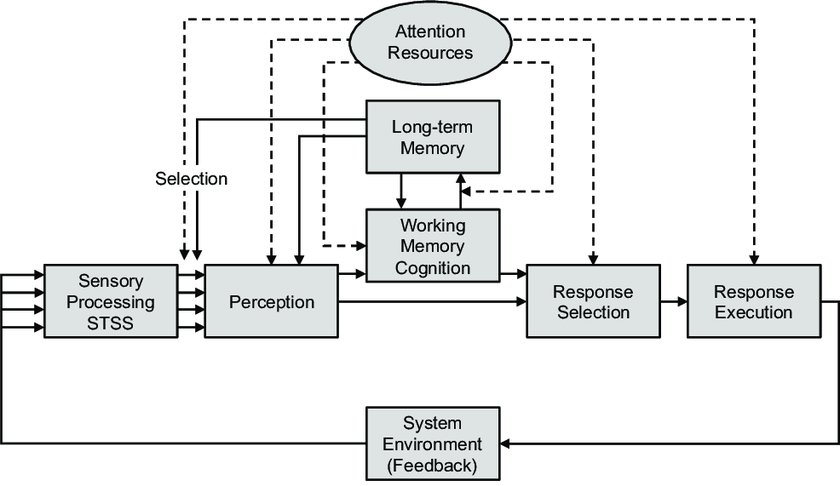 Attention
Resources
Long-term
Memory
Selection
Working
Memory
Cognition
Sensory
Processing
STSS
Perception
Response
Selection
Response
Execution
System
Environment
(Feedback)